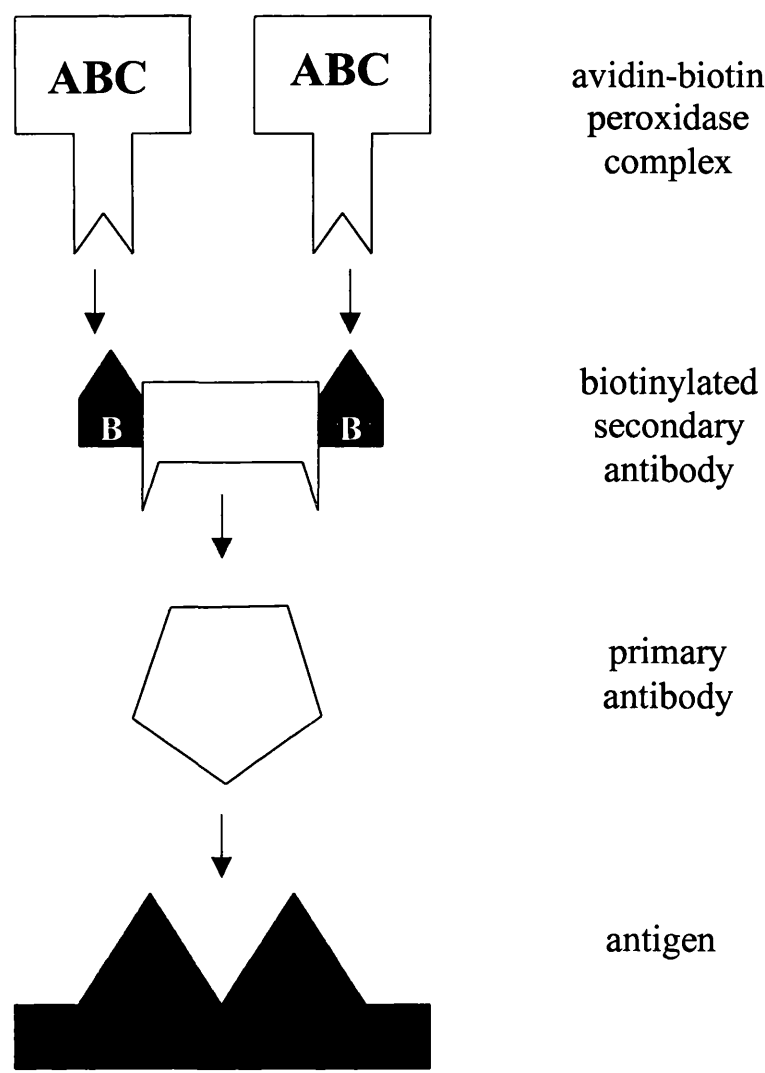 ABC
ABC
avidin-biotin
peroxidase
complex
B
B
biotinylated
secondary
antibody
primary
antibody
antigen